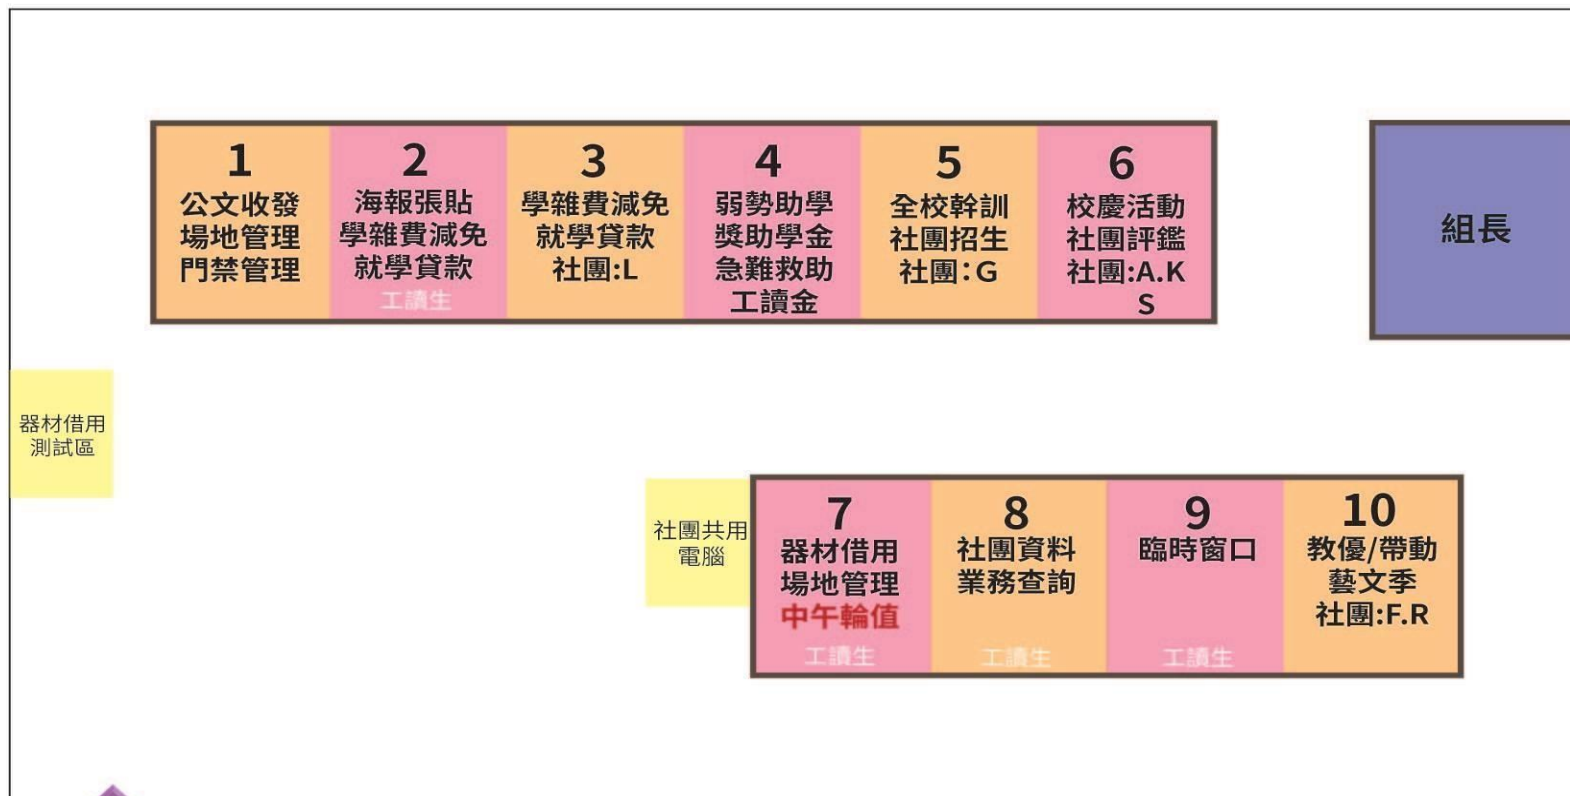 1
公文收發
場地管理
門禁管理
2
海報張貼
學雜費減免
就學貸款
工讀生
3
學雜費減免
就學貸款
社團:L
4
弱勢助學
獎助學金
急難救助
工讀金
5
全校幹訓
社團招生
社團：G
6
校慶活動
社團評鑑
社團:A.K
S
組長
器材借用
測試區
社團共用
電腦
7
器材借用
場地管理
中午輪值
工讀生
8
社團資料
業務查詢
工讀生
9
臨時窗口
工讀生
10
教優/帶動
藝文季
社團:F.R